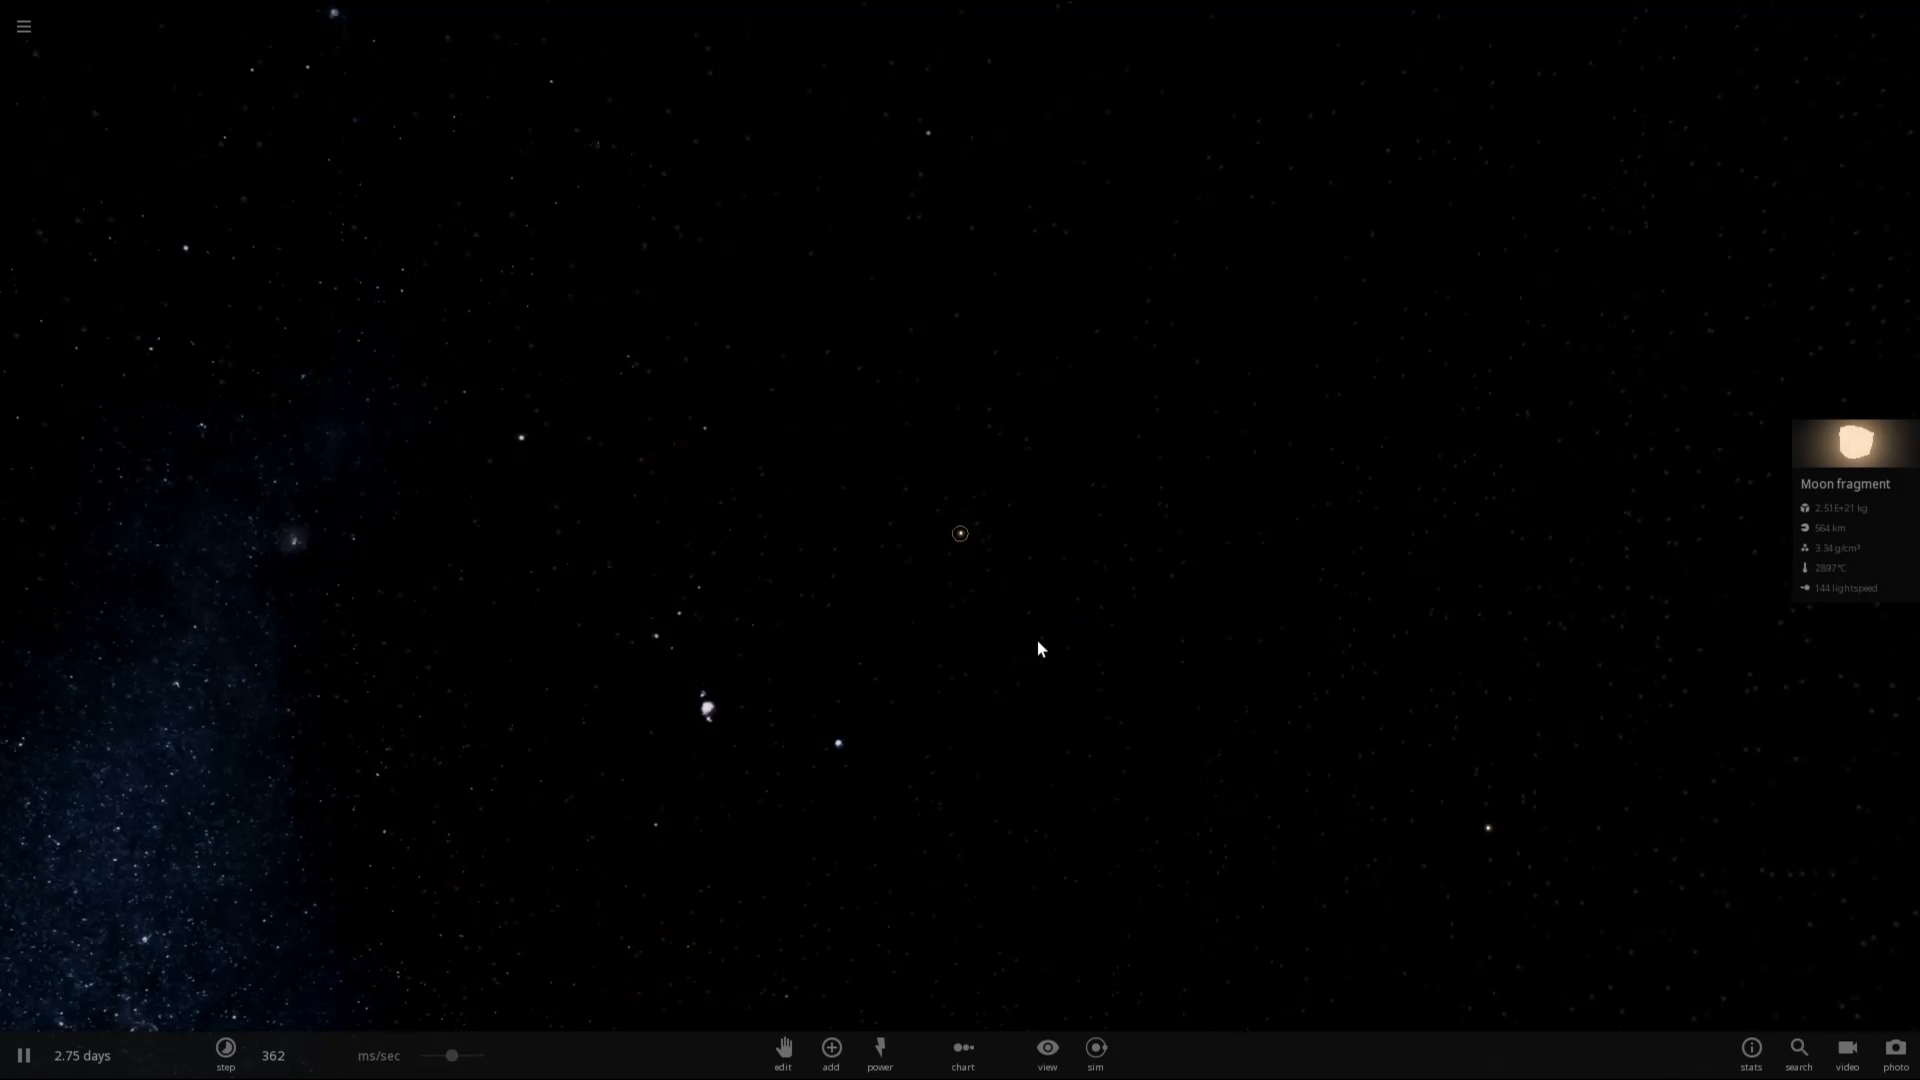 Moon fragment
2.51E+21 kg
564 km
3.34 g/cm³
2897°C
144 lightspeed
2.75 days
step
362
ms/sec
edit
add
power
chart
view
sim
stats
search
video
photo